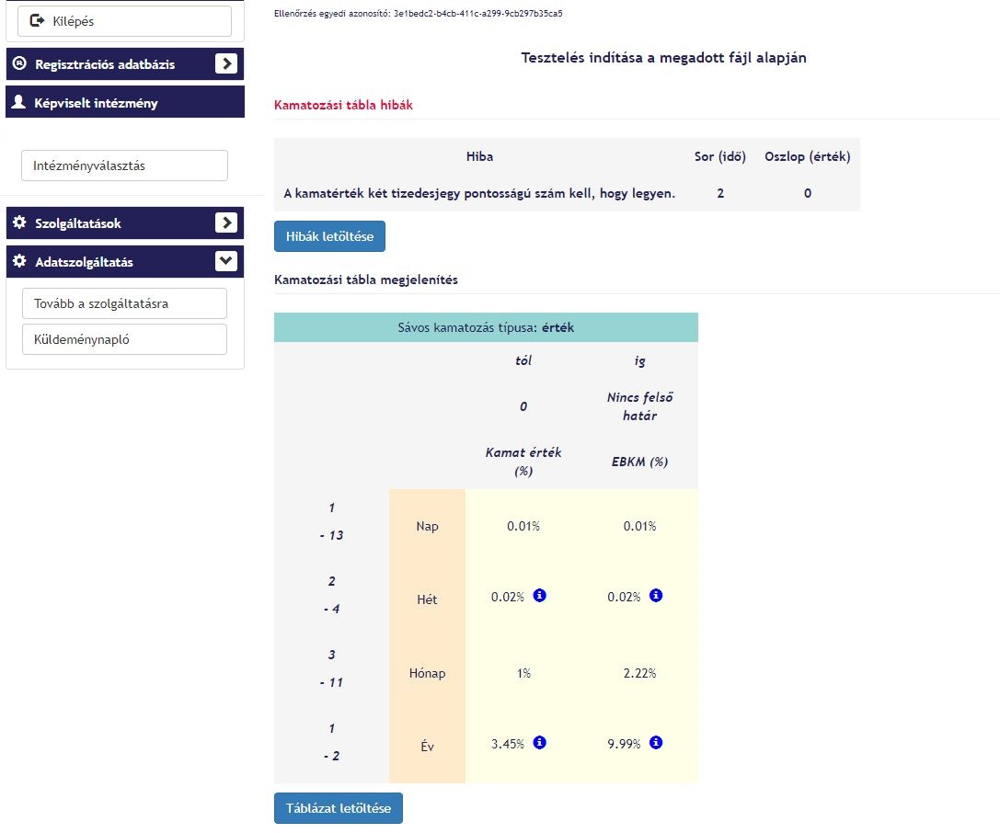 Kilépés
Regisztrációs adatbázis
Képviselt intézmény
Intézményválasztás
Szolgáltatások
Adatszolgáltatás
Tovább a szolgáltatásra
Küldeménynapló
Ellenőrzés egyedi azonosító: 3e1bedc2-b4cb-411c-a299-9cb297b35ca5
Tesztelés indítása a megadott fájl alapján
Kamatozási tábla hibák
Hiba Sor (idő) Oszlop (érték)
A kamatérték két tizedesjegy pontosságú szám kell, hogy legyen. 2 0
Hibák letöltése
Kamatozási tábla megjelenítés
Sávos kamatozás típusa: érték
tól ig
0 Nincs felső
határ
Kamat érték
(%) EBKM (%)
1
- 13 Nap 0.01% 0.01%
2
- 4 Hét 0.02% 0.02%
3
- 11 Hónap 1% 2.22%
1
- 2 Év 3.45% 9.99%
Táblázat letöltése